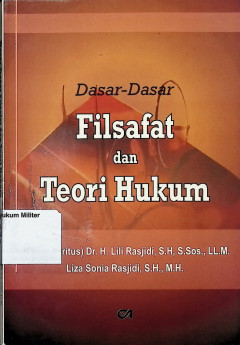 Dasar-Dasar
Filsafat
dan
Teori Hukum
ukum Militer
ritus) Dr. H. Lili Rasjidi, S.H. S.Sos., LL.M.
Liza Sonia Rasjidi, S.H., M.H.